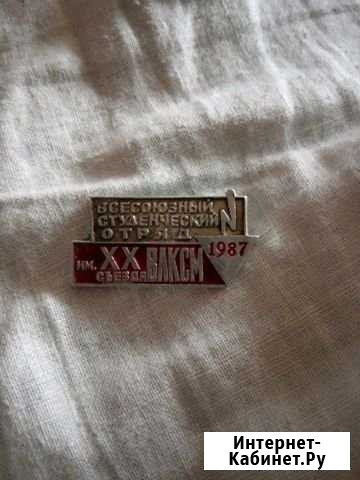 ВСЕСОЮЗНЫЙ
СТУДЕНЧЕСКИЙ
ОТРЯД
1987
ИМ. XX
СЪЕЗДА ВЛКСМ
Интернет-
Кабинет.Ру